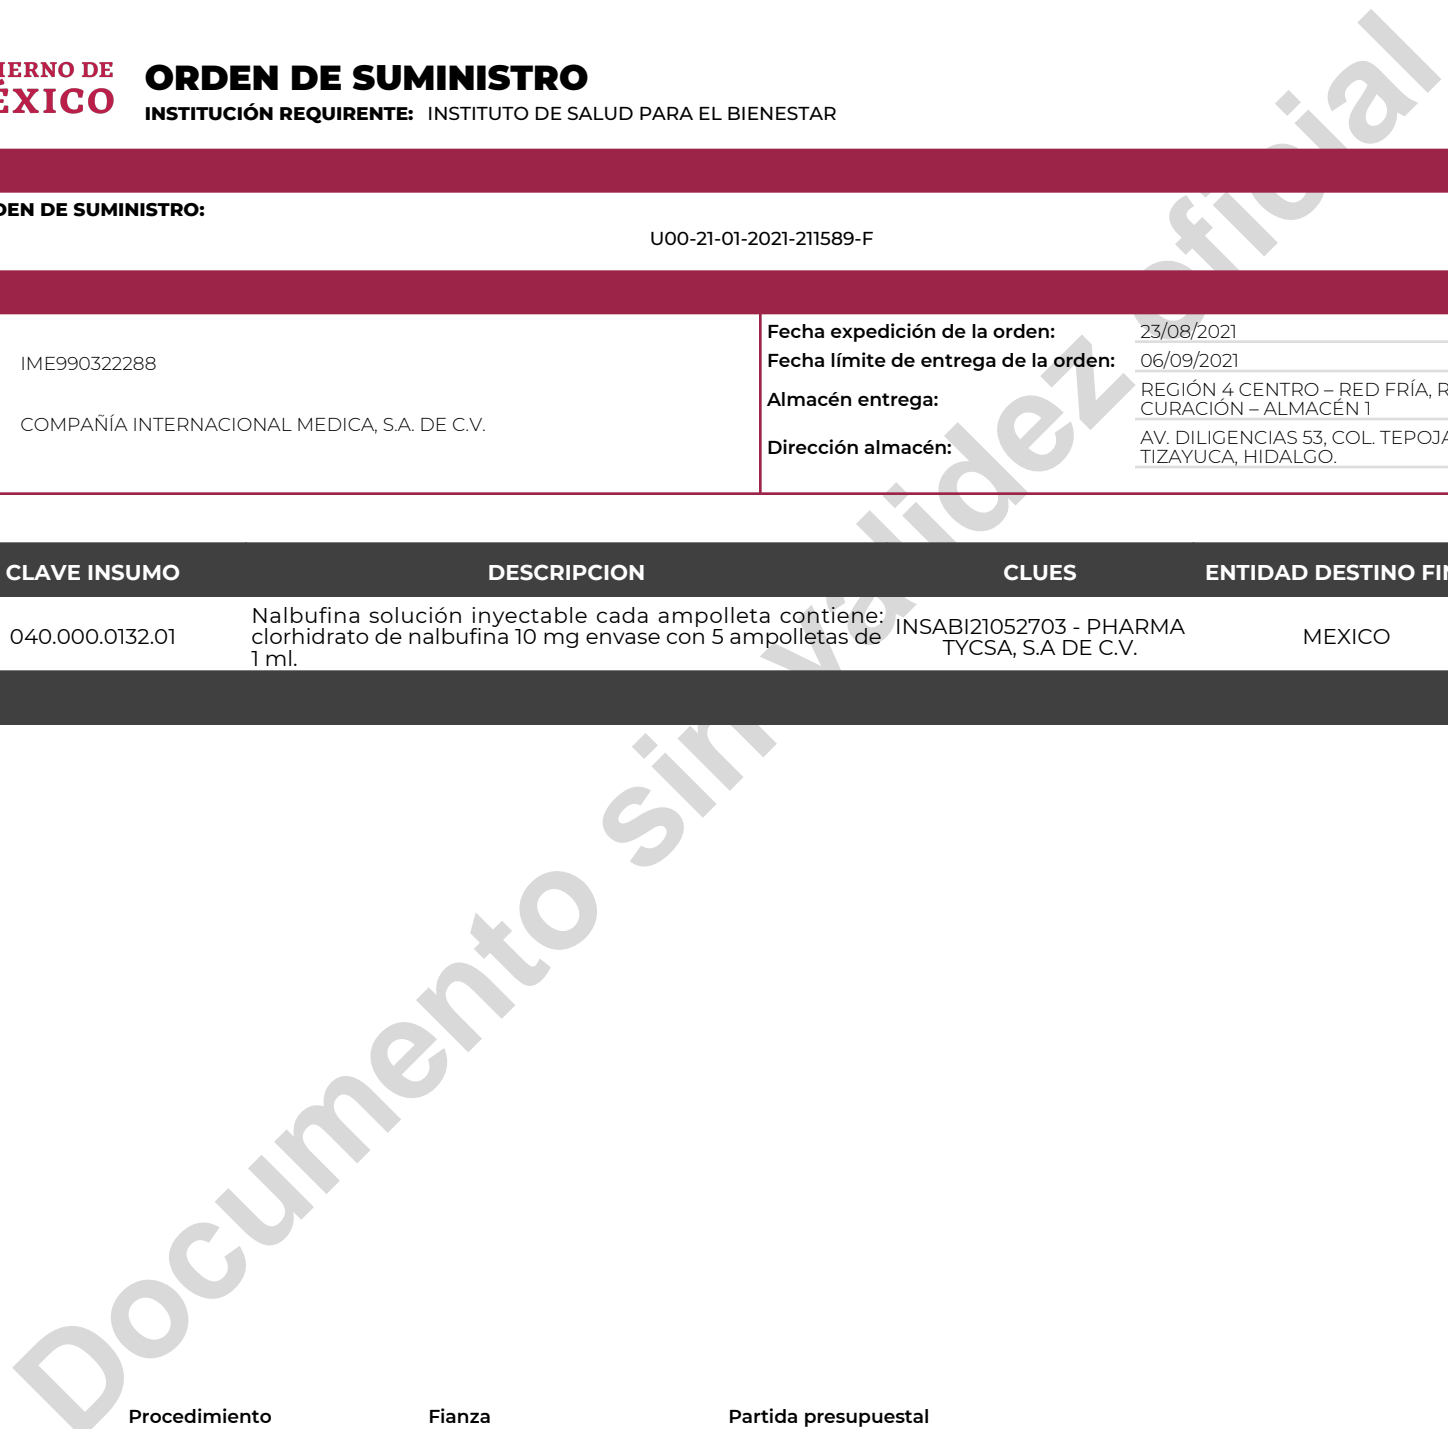 IERNO DE
ÉXICO
ORDEN DE SUMINISTRO
INSTITUCIÓN REQUIRENTE: INSTITUTO DE SALUD PARA EL BIENESTAR
DEN DE SUMINISTRO:
U00-21-01-2021-211589-F
IME990322288
COMPAÑÍA INTERNACIONAL MEDICA, S.A. DE C.V.
Fecha expedición de la orden: 23/08/2021
Fecha límite de entrega de la orden: 06/09/2021
Almacén entrega: REGIÓN 4 CENTRO – RED FRÍA, R
CURACIÓN – ALMACÉN 1
Dirección almacén: AV. DILIGENCIAS 53, COL. TEPOJA
TIZAYUCA, HIDALGO.
CLAVE INSUMO DESCRIPCION CLUES ENTIDAD DESTINO FIN
040.000.0132.01
Nalbufina solución inyectable cada ampolleta contiene:
clorhidrato de nalbufina 10 mg envase con 5 ampolletas de
1 ml.
INSABI21052703 - PHARMA
TYCSA, S.A DE C.V.
MEXICO
Documento sin validez oficial
Procedimiento Fianza Partida presupuestal